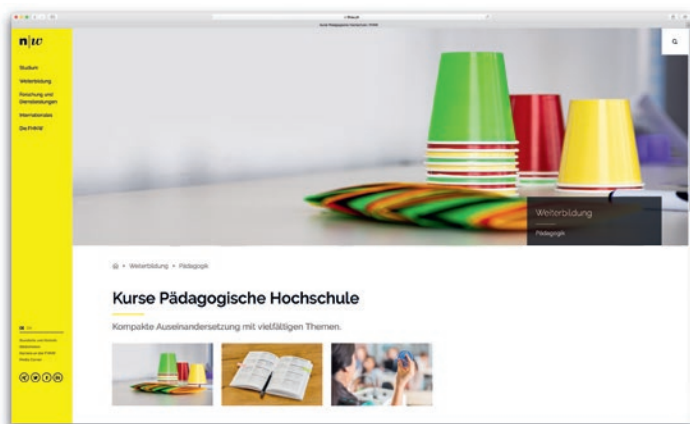 n|w
Studium
Weiterbildung
Forschung und
Dienstleistungen
Internationales
Die FHNW
Weiterbildung
Pädagogik
Weiterbildung • Pädagogik
Kurse Pädagogische Hochschule
Kompakte Auseinandersetzung mit vielfältigen Themen.